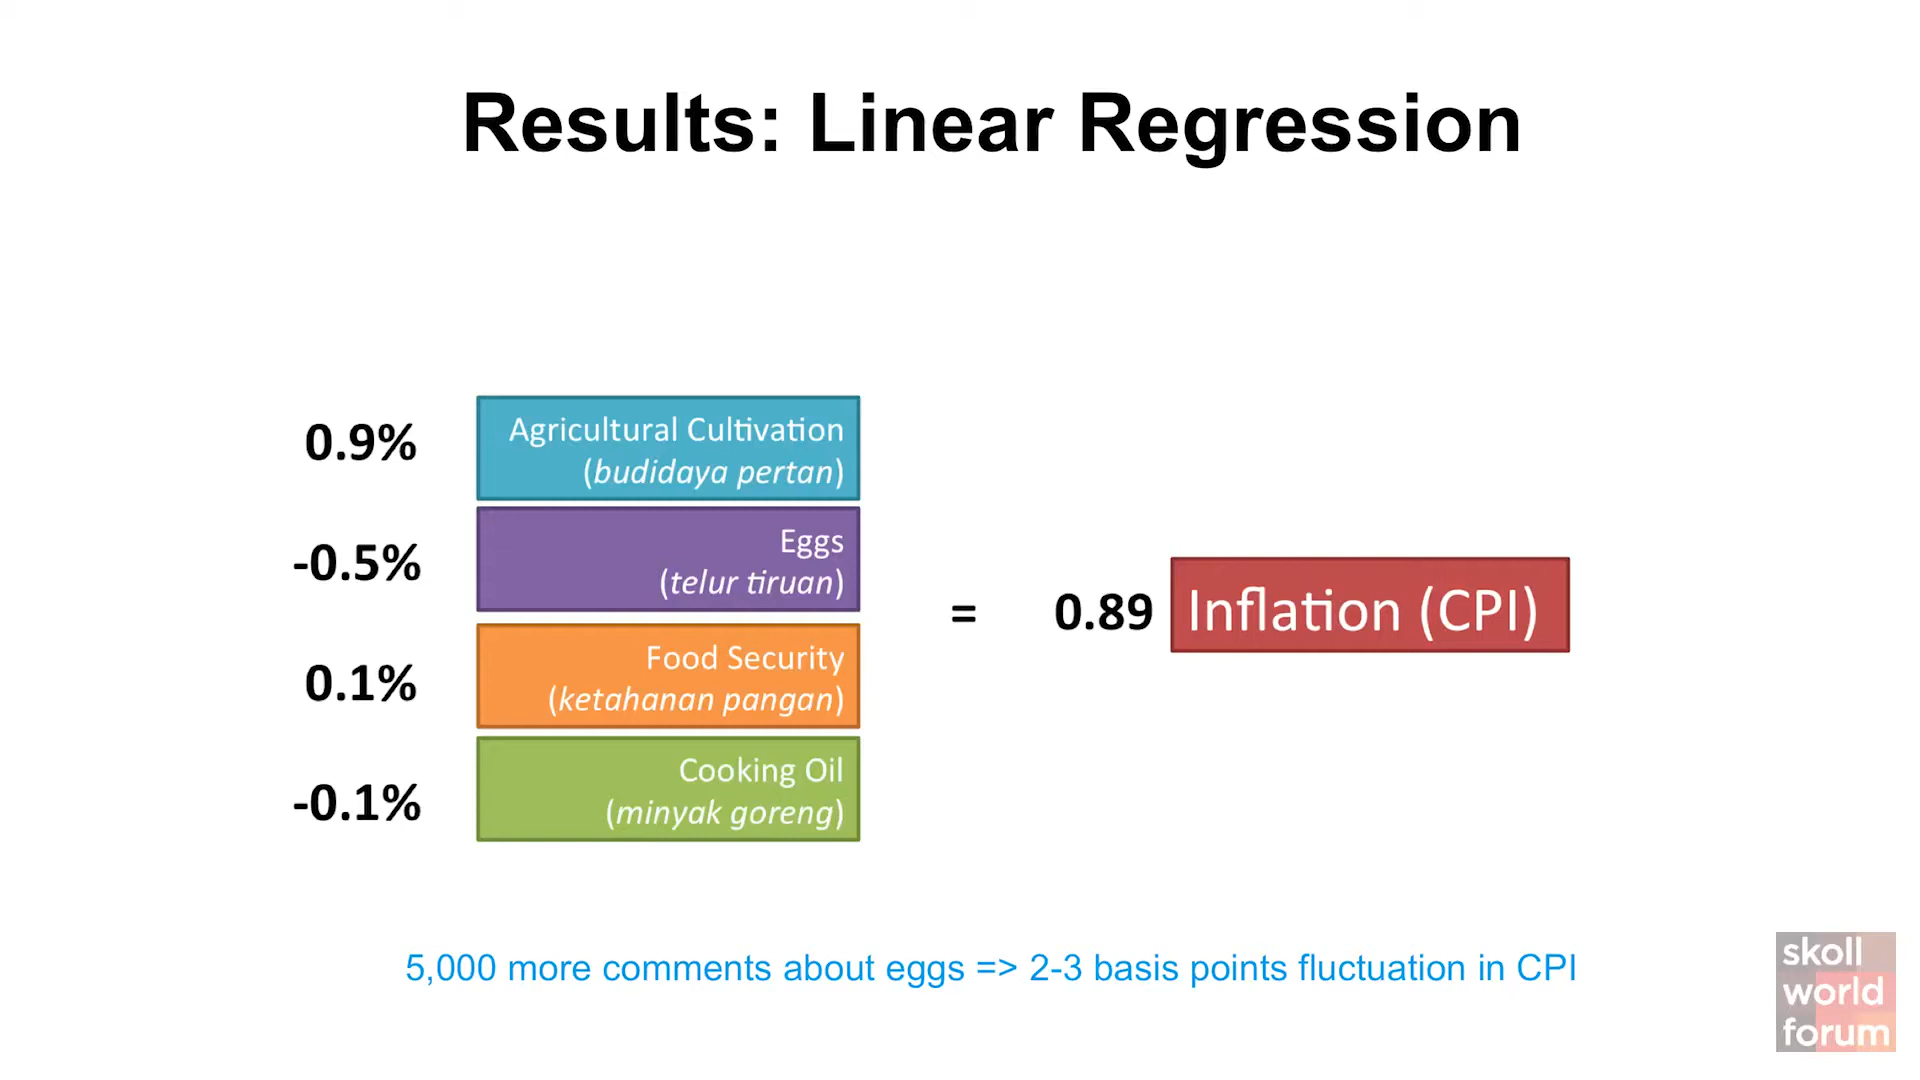 Results: Linear Regression
0.9%
Agricultural Cultivation
(budidaya pertan)
-0.5%
Eggs
(telur tiruan)
0.1%
Food Security
(ketahanan pangan)
-0.1%
Cooking Oil
(minyak goreng)
= 0.89 Inflation (CPI)
5,000 more comments about eggs => 2-3 basis points fluctuation in CPI
skoll
world
forum